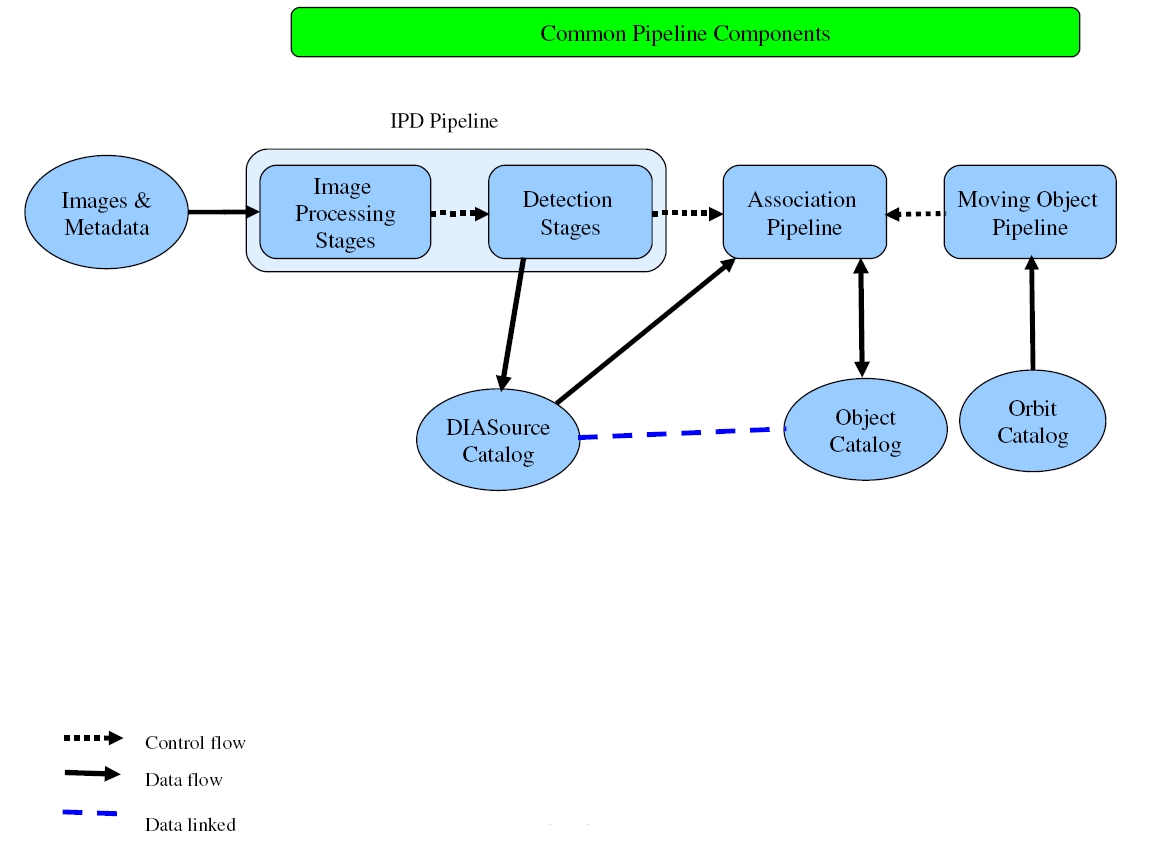 Common Pipeline Components
IPD Pipeline
Images &
Metadata
Image
Processing
Stages
Detection
Stages
Association
Pipeline
Moving Object
Pipeline
DIASource
Catalog
Object
Catalog
Orbit
Catalog
Control flow
Data flow
Data linked